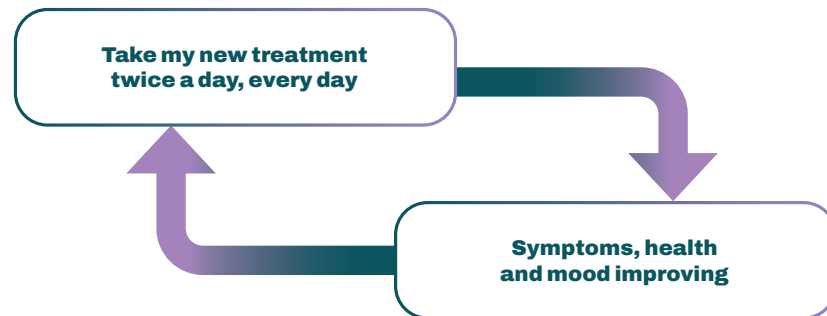 Take my new treatment
twice a day, every day
Symptoms, health
and mood improving